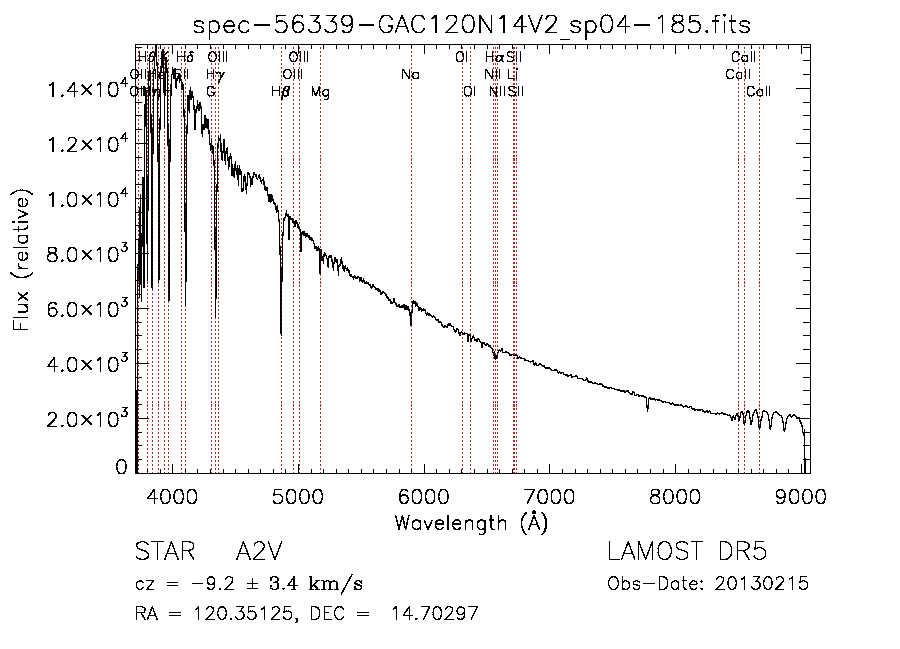 spec-56339-GAC120N14V2_sp04-185.fits
Hδ OIII OIII OI Hα SII CaII
Hγ OIII Na NII Li CaII
G Hβ Mg OI NII SII CaII
Flux (relative)
1.4×10⁴
1.2×10⁴
1.0×10⁴
8.0×10³
6.0×10³
4.0×10³
2.0×10³
0
4000 5000 6000 7000 8000 9000
Wavelength (Å)
STAR A2V LAMOST DR5
cz = −9.2 ± 3.4 km/s Obs-Date: 20130215
RA = 120.35125, DEC = 14.70297